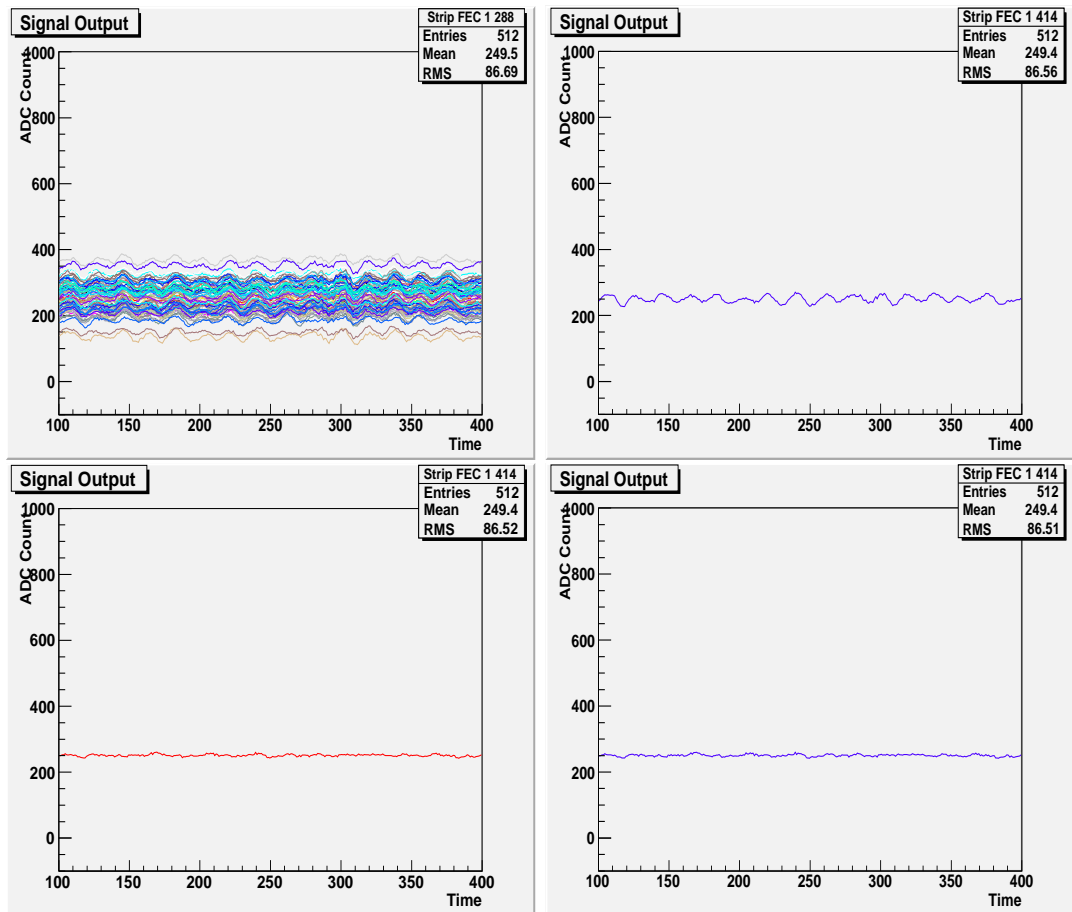 Signal Output
Strip FEC 1 288
Entries 512
Mean 249.5
RMS 86.69
ADC Count
1000
800
600
400
200
0
100 150 200 250 300 350 400
Time
Signal Output
Strip FEC 1 414
Entries 512
Mean 249.4
RMS 86.56
ADC Count
1000
800
600
400
200
0
100 150 200 250 300 350 400
Time
Signal Output
Strip FEC 1 414
Entries 512
Mean 249.4
RMS 86.52
ADC Count
1000
800
600
400
200
0
100 150 200 250 300 350 400
Time
Signal Output
Strip FEC 1 414
Entries 512
Mean 249.4
RMS 86.51
ADC Count
1000
800
600
400
200
0
100 150 200 250 300 350 400
Time